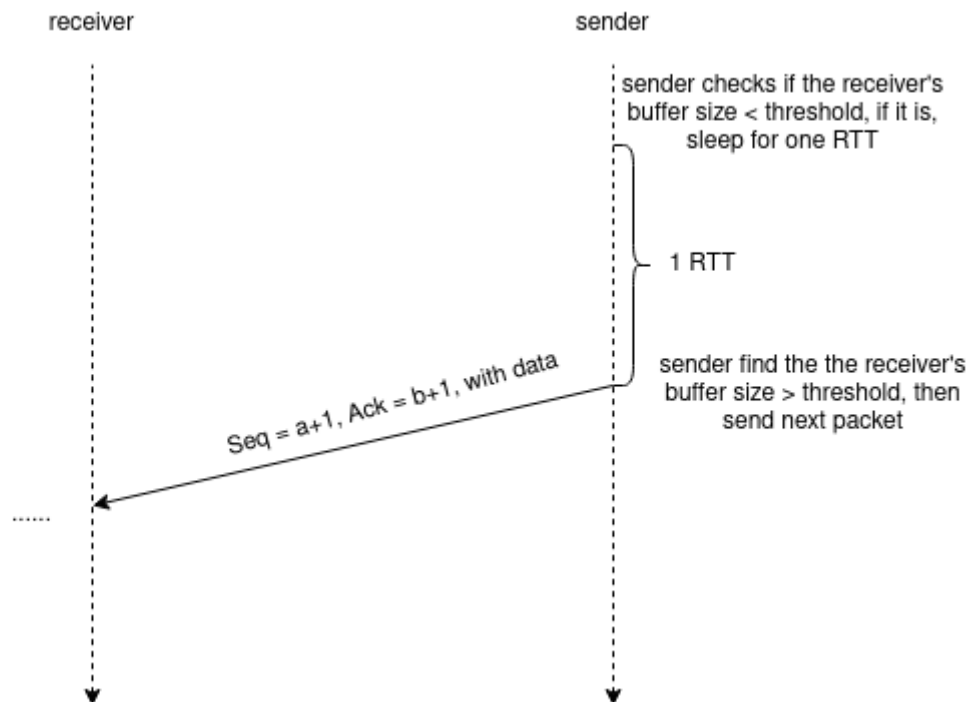 receiver
sender
sender checks if the receiver's
buffer size < threshold, if it is,
sleep for one RTT
1 RTT
sender find the the receiver's
buffer size > threshold, then
send next packet
Seq = a+1, Ack = b+1, with data
......